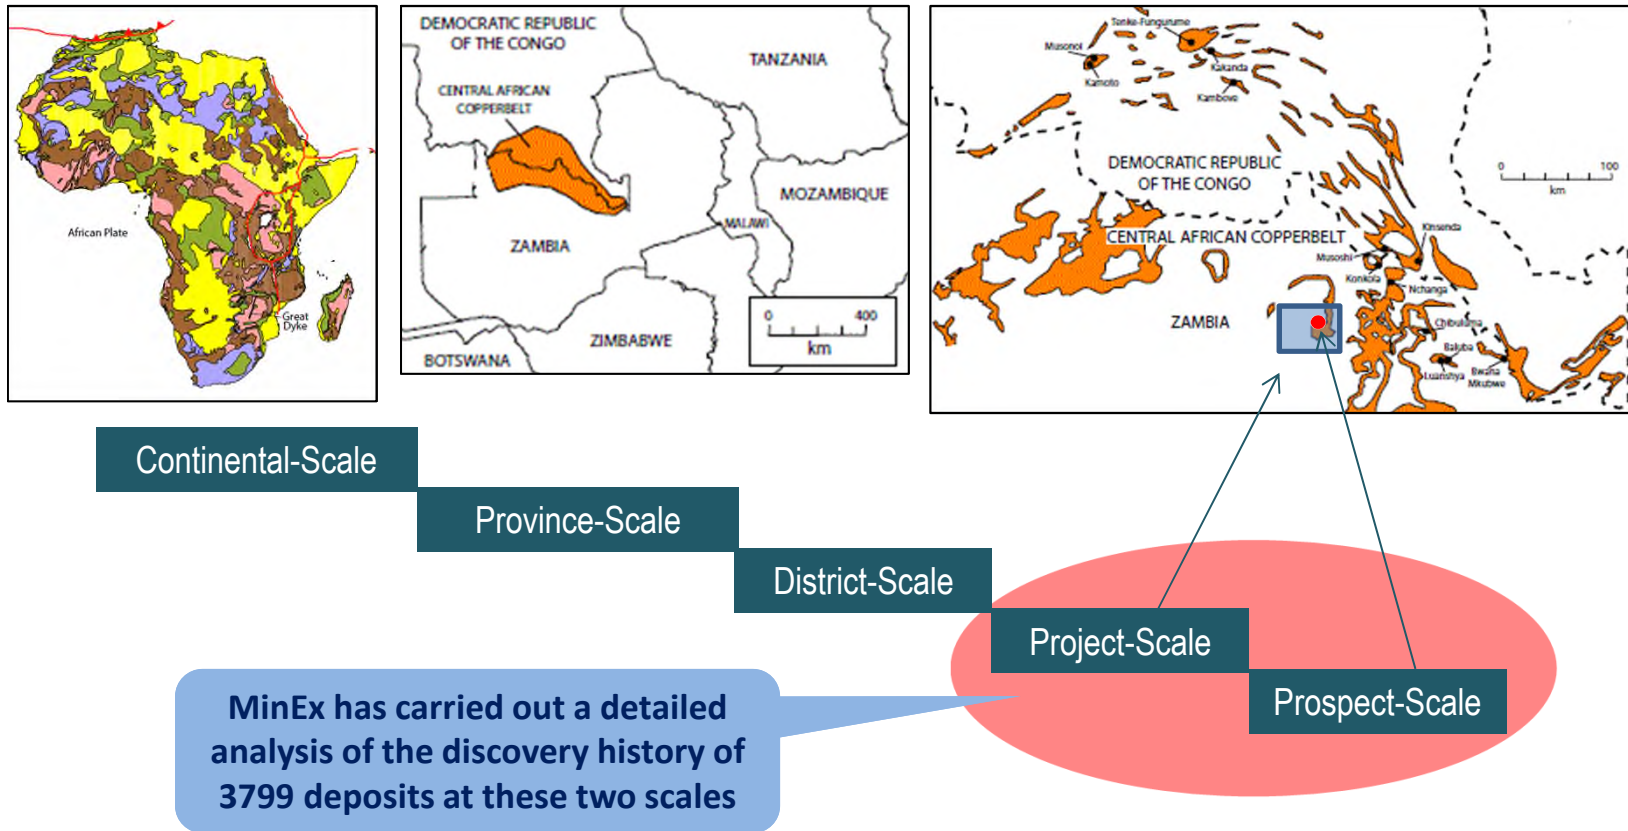 African Plate
Great
Dyke
DEMOCRATIC REPUBLIC
OF THE CONGO
TANZANIA
CENTRAL AFRICAN
COPPERBELT
MOZAMBIQUE
MALAWI
ZAMBIA
ZIMBABWE
BOTSWANA
0 400
km
Tenke-Fungurume
Musonoi
Kamoto
Kakanda
Kambove
DEMOCRATIC REPUBLIC
OF THE CONGO
0 100
km
CENTRAL AFRICAN COPPERBELT
Kinsenda
Musoshi
Konkola
Nchanga
ZAMBIA
Chibuluma
Baluba
Luanshya
Bwana
Mkubwe
Continental-Scale
Province-Scale
District-Scale
Project-Scale
Prospect-Scale
MinEx has carried out a detailed
analysis of the discovery history of
3799 deposits at these two scales